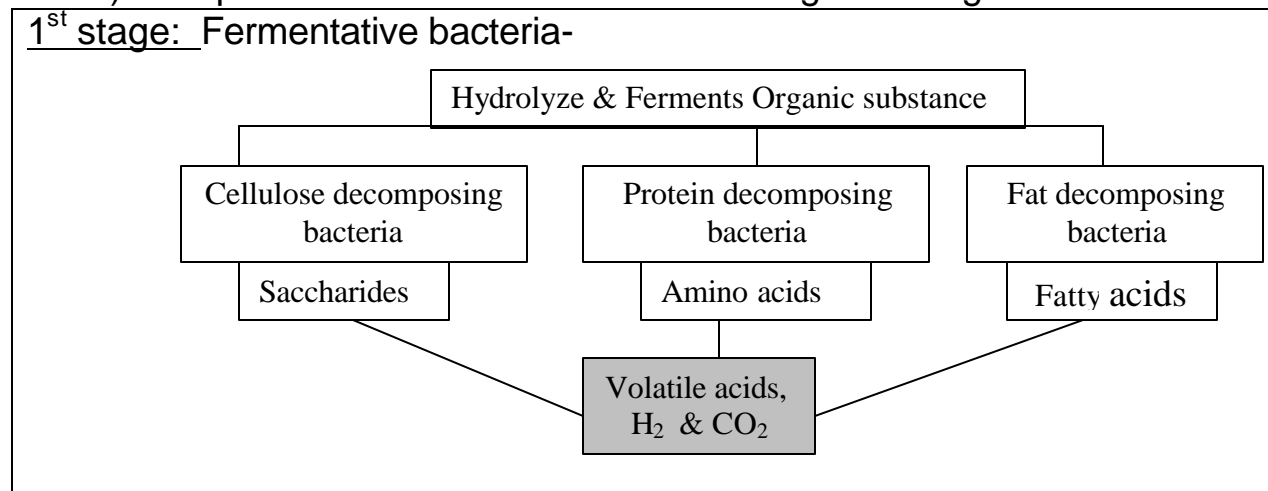 1st stage: Fermentative bacteria-
Hydrolyze & Ferments Organic substance
Cellulose decomposing
bacteria
Protein decomposing
bacteria
Fat decomposing
bacteria
Saccharides
Amino acids
Fatty acids
Volatile acids,
H₂ & CO₂